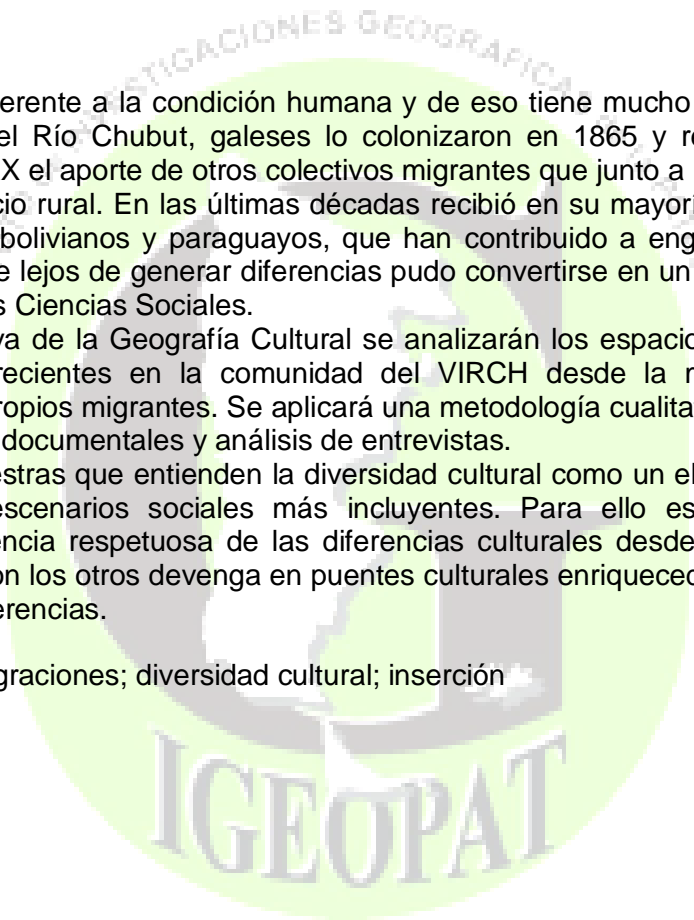 INVESTIGACIONES GEOGRAFICAS
erente a la condición humana y de eso tiene mucho
el Río Chubut, galeses lo colonizaron en 1865 y re
X el aporte de otros colectivos migrantes que junto a
cio rural. En las últimas décadas recibió en su mayorí
bolivianos y paraguayos, que han contribuido a eng
e lejos de generar diferencias pudo convertirse en un
s Ciencias Sociales.
va de la Geografía Cultural se analizarán los espacio
recientes en la comunidad del VIRCH desde la m
ropios migrantes. Se aplicará una metodología cualita
documentales y análisis de entrevistas.
estras que entienden la diversidad cultural como un el
escenarios sociales más incluyentes. Para ello es
encia respetuosa de las diferencias culturales desde
on los otros devenga en puentes culturales enriqueced
erencias.
graciones; diversidad cultural; inserción
IGEOPAT